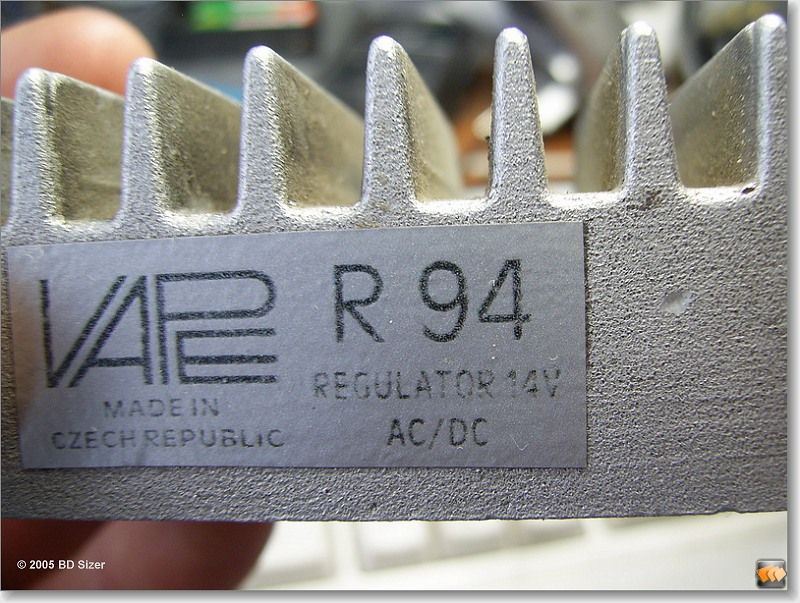 VAPE
MADE IN
CZECH REPUBLIC
R 94
REGULATOR 14V
AC/DC
© 2005 BD Sizer